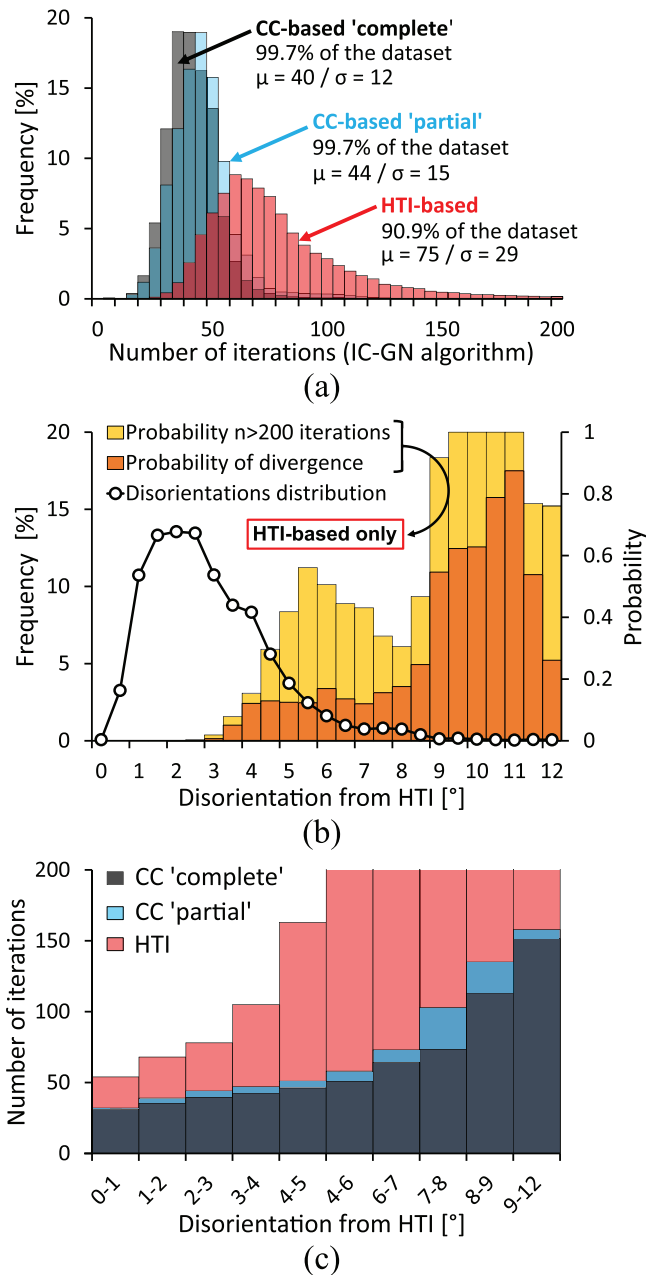 20
15
10
5
0
Frequency [%]
CC-based 'complete'
99.7% of the dataset
μ = 40 / σ = 12
CC-based 'partial'
99.7% of the dataset
μ = 44 / σ = 15
HTI-based
90.9% of the dataset
μ = 75 / σ = 29
0 50 100 150 200
Number of iterations (IC-GN algorithm)
(a)
20
15
10
5
0
Frequency [%]
Probability n>200 iterations
Probability of divergence
Disorientations distribution
HTI-based only
1
0.8
0.6
0.4
0.2
0
Probability
0 1 2 3 4 5 6 7 8 9 10 11 12
Disorientation from HTI [°]
(b)
200
150
100
50
0
Number of iterations
CC 'complete'
CC 'partial'
HTI
0-1 1-2 2-3 3-4 4-5 4-6 6-7 7-8 8-9 9-12
Disorientation from HTI [°]
(c)